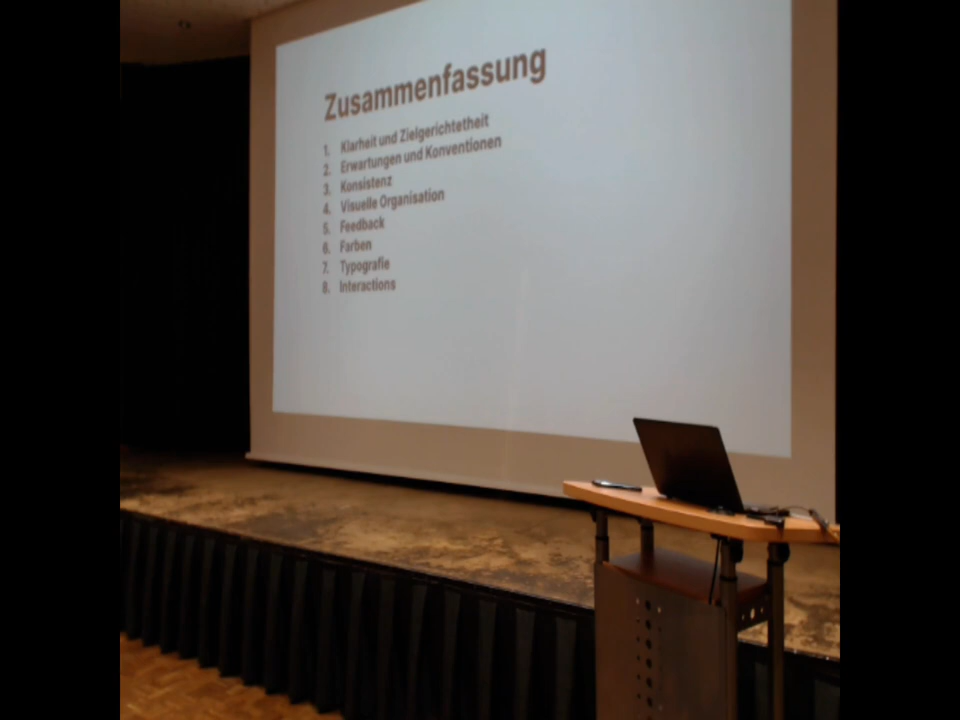 Zusammenfassung
1. Klarheit und Zielgerichtetheit
2. Erwartungen und Konventionen
3. Konsistenz
4. Visuelle Organisation
5. Feedback
6. Farben
7. Typografie
8. Interactions